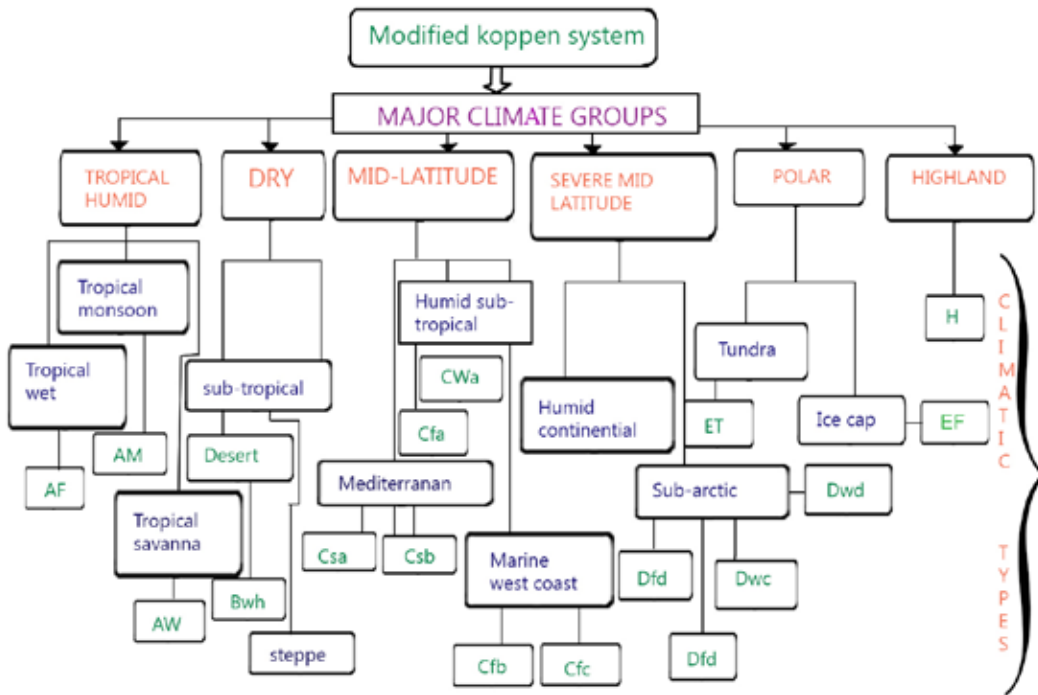 Modified koppen system
MAJOR CLIMATE GROUPS
TROPICAL
HUMID
DRY
MID-LATITUDE
SEVERE MID
LATITUDE
POLAR
HIGHLAND
Tropical
monsoon
Tropical
wet
AM
AF
Tropical
savanna
AW
sub-tropical
Desert
Bwh
steppe
Humid sub-
tropical
CWa
Cfa
Mediterranan
Csa
Csb
Marine
west coast
Cfb
Cfc
Humid
continential
Sub-arctic
Dfd
Dfd
Dwc
Dwd
Tundra
ET
Ice cap
EF
H
CLIMATIC
TYPES